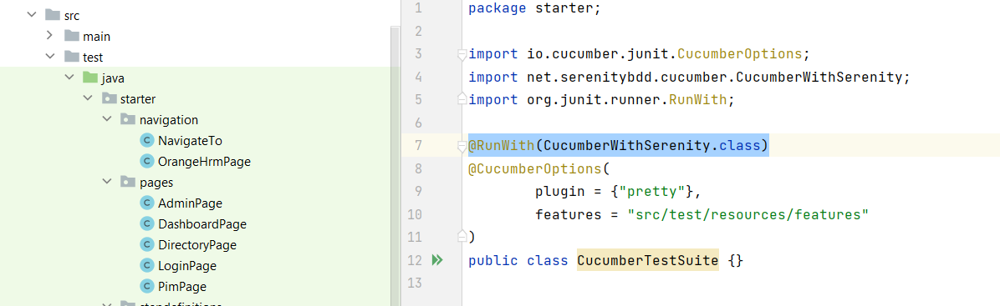 src
main
test
java
starter
navigation
NavigateTo
OrangeHrmPage
pages
AdminPage
DashboardPage
DirectoryPage
LoginPage
PimPage
1 package starter;
2
3 import io.cucumber.junit.CucumberOptions;
4 import net.serenitybdd.cucumber.CucumberWithSerenity;
5 import org.junit.runner.RunWith;
6
7 @RunWith(CucumberWithSerenity.class)
8 @CucumberOptions(
9 plugin = {"pretty"},
10 features = "src/test/resources/features"
11 )
12 public class CucumberTestSuite {}
13